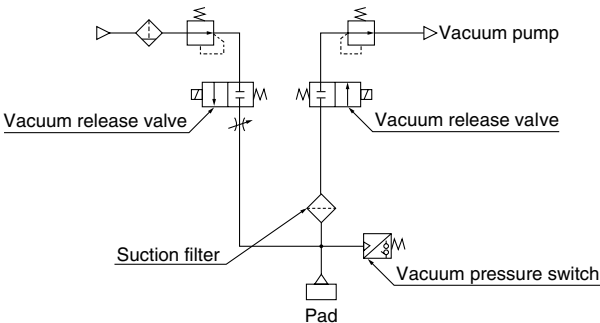 Vacuum pump
Vacuum release valve
Vacuum release valve
Suction filter
Vacuum pressure switch
Pad